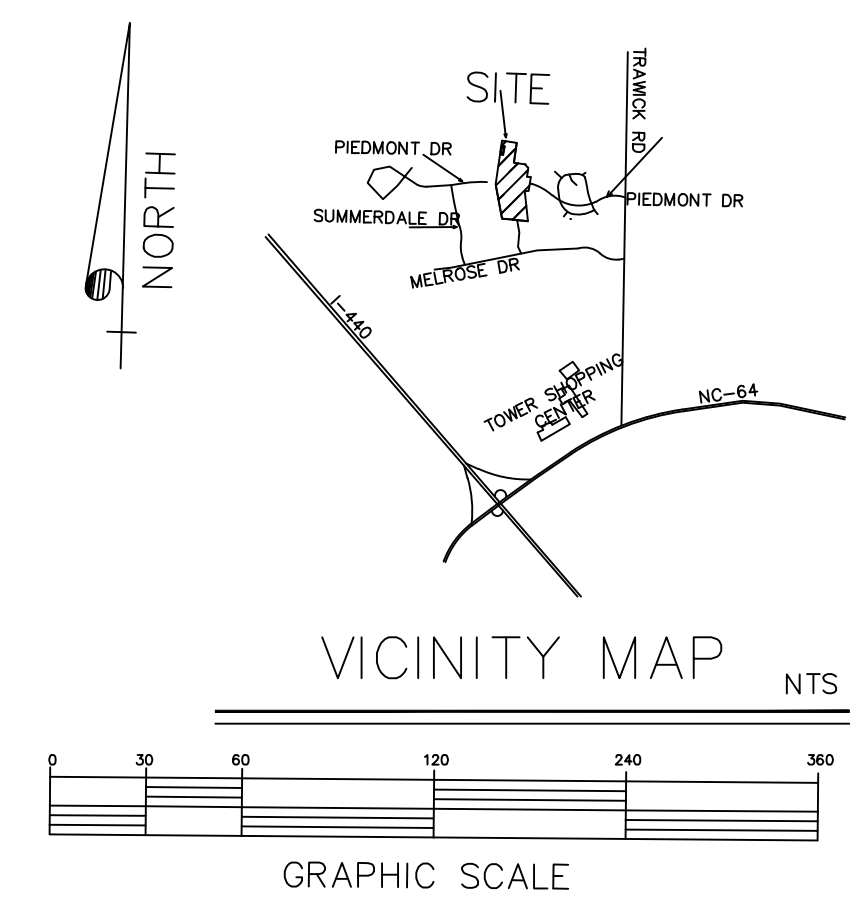 SITE
TRAWICK RD
PIEDMONT DR
NORTH
PIEDMONT DR
SUMMERDALE DR
MELROSE DR
I-440
TOWER SHOPPING
CENTER
NC-64
VICINITY MAP
NTS
0 30 60 120 240 360
GRAPHIC SCALE